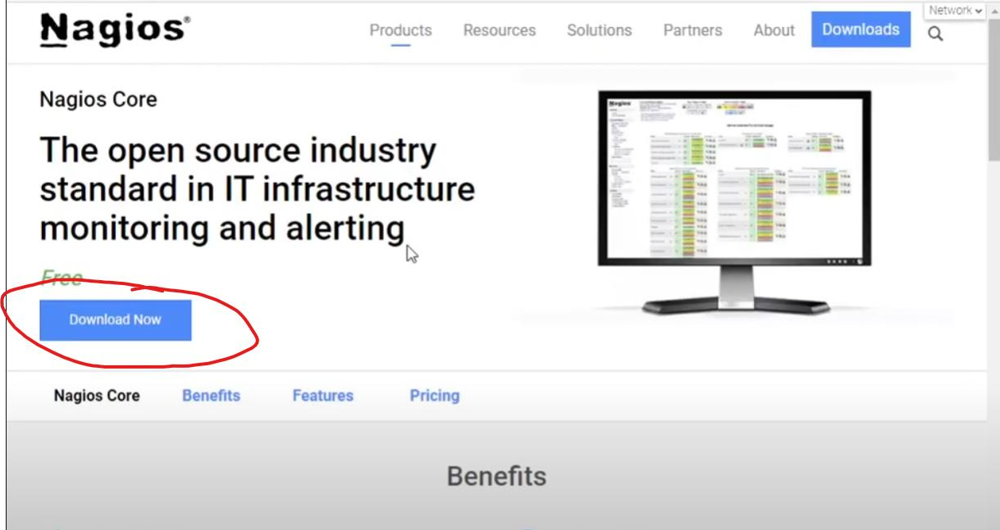 Network
Nagios®
Products Resources Solutions Partners About Downloads
Nagios Core
The open source industry
standard in IT infrastructure
monitoring and alerting
Free
Download Now
Nagios
Nagios Core Benefits Features Pricing
Benefits